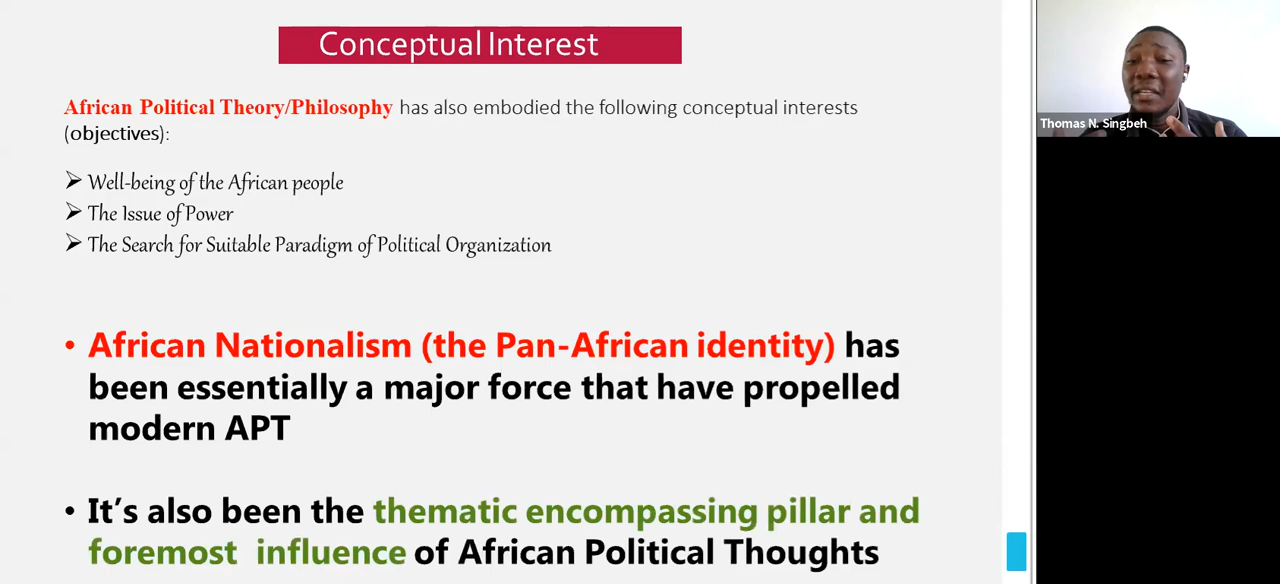 Conceptual Interest
African Political Theory/Philosophy has also embodied the following conceptual interests
(objectives):
➢ Well-being of the African people
➢ The Issue of Power
➢ The Search for Suitable Paradigm of Political Organization
• African Nationalism (the Pan-African identity) has
been essentially a major force that have propelled
modern APT
• It's also been the thematic encompassing pillar and
foremost influence of African Political Thoughts
Thomas N. Singbeh